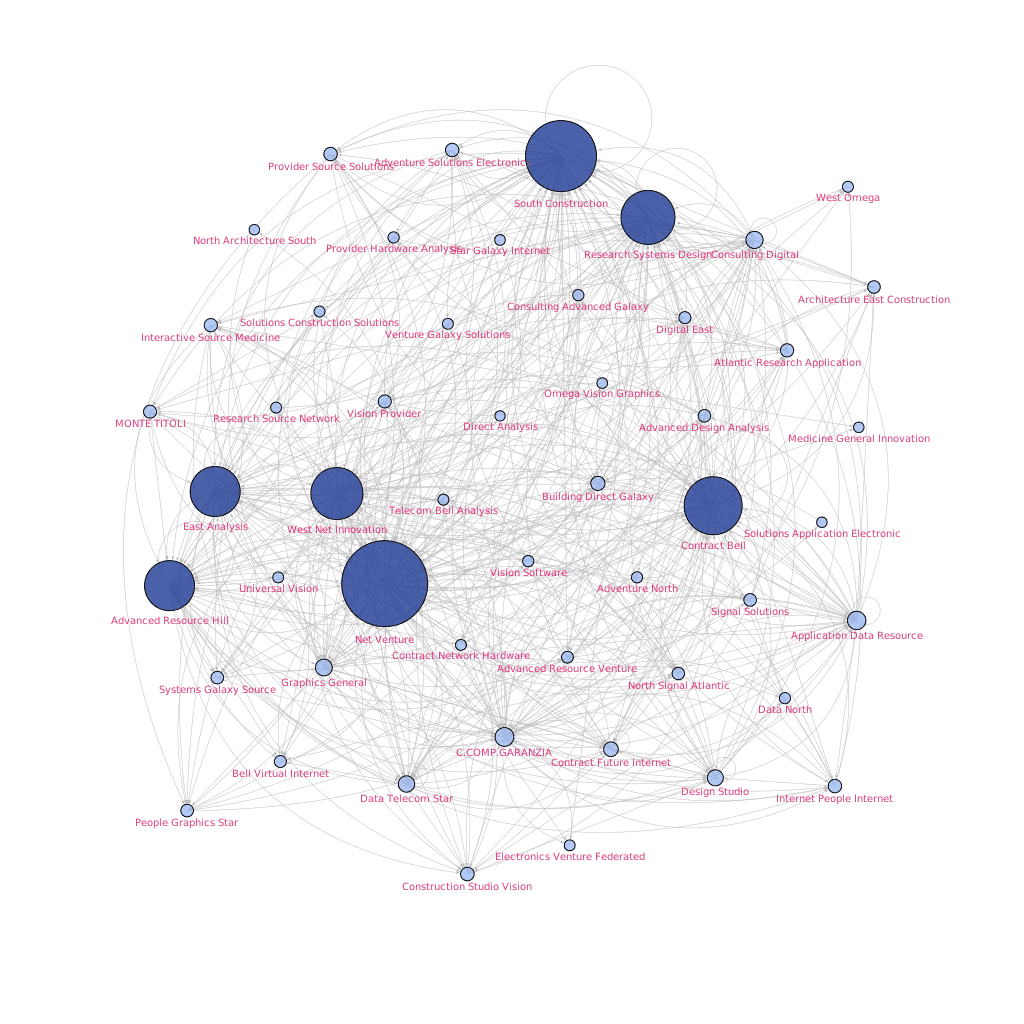 Adventure Solutions Electronic
Provider Source Solutions
West Omega
South Construction
North Architecture South
Provider Hardware Analysis
Star Galaxy Internet
Research Systems Design
Consulting Digital
Architecture East Construction
Consulting Advanced Galaxy
Solutions Construction Solutions
Digital East
Interactive Source Medicine
Venture Galaxy Solutions
Atlantic Research Application
Omega Vision Graphics
MONTE TITOLI
Research Source Network
Vision Provider
Direct Analysis
Advanced Design Analysis
Medicine General Innovation
Building Direct Galaxy
Telecom Bell Analysis
East Analysis
West Net Innovation
Solutions Application Electronic
Contract Bell
Vision Software
Universal Vision
Adventure North
Signal Solutions
Advanced Resource Hill
Application Data Resource
Net Venture
Contract Network Hardware
Advanced Resource Venture
Graphics General
North Signal Atlantic
Systems Galaxy Source
Data North
C.COMP.GARANZIA
Contract Future Internet
Bell Virtual Internet
Design Studio
Data Telecom Star
Internet People Internet
People Graphics Star
Electronics Venture Federated
Construction Studio Vision